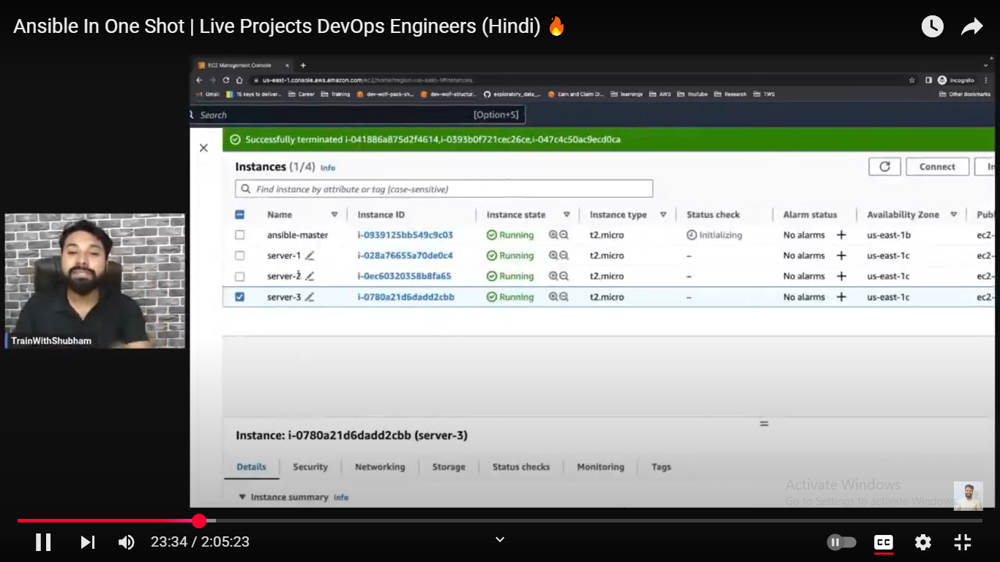 Ansible In One Shot | Live Projects DevOps Engineers (Hindi) 🔥
EC2 Management Console
us-east-1.console.aws.amazon.com/ec2/home?region=us-east-1#Instances:
Incognito
Gmail 15 keys to deliver... Career Training dev-wolf-pack-sh... dev-wolf-structur... exploratory_data_... Earn and Claim Di... learnings AWS YouTube Research TWS Other Bookmarks
Search [Option+S]
Successfully terminated i-041886a875d2f4614,i-0393b0f721cec26ce,i-047c4c50ac9ecd0ca
Instances (1/4) Info
Connect In
Find instance by attribute or tag (case-sensitive)
Name Instance ID Instance state Instance type Status check Alarm status Availability Zone Publ
ansible-master i-0939125bb549c9c03 Running t2.micro Initializing No alarms + us-east-1b ec2-
server-1 i-028a76655a70de0c4 Running t2.micro – No alarms + us-east-1c ec2-
server-2 i-0ec60320358b8fa65 Running t2.micro – No alarms + us-east-1c ec2-
server-3 i-0780a21d6dadd2cbb Running t2.micro – No alarms + us-east-1c ec2-
TrainWithShubham
Instance: i-0780a21d6dadd2cbb (server-3)
Details Security Networking Storage Status checks Monitoring Tags
Instance summary Info
Activate Windows
Go to Settings to activate Windows.
23:34 / 2:05:23
CC